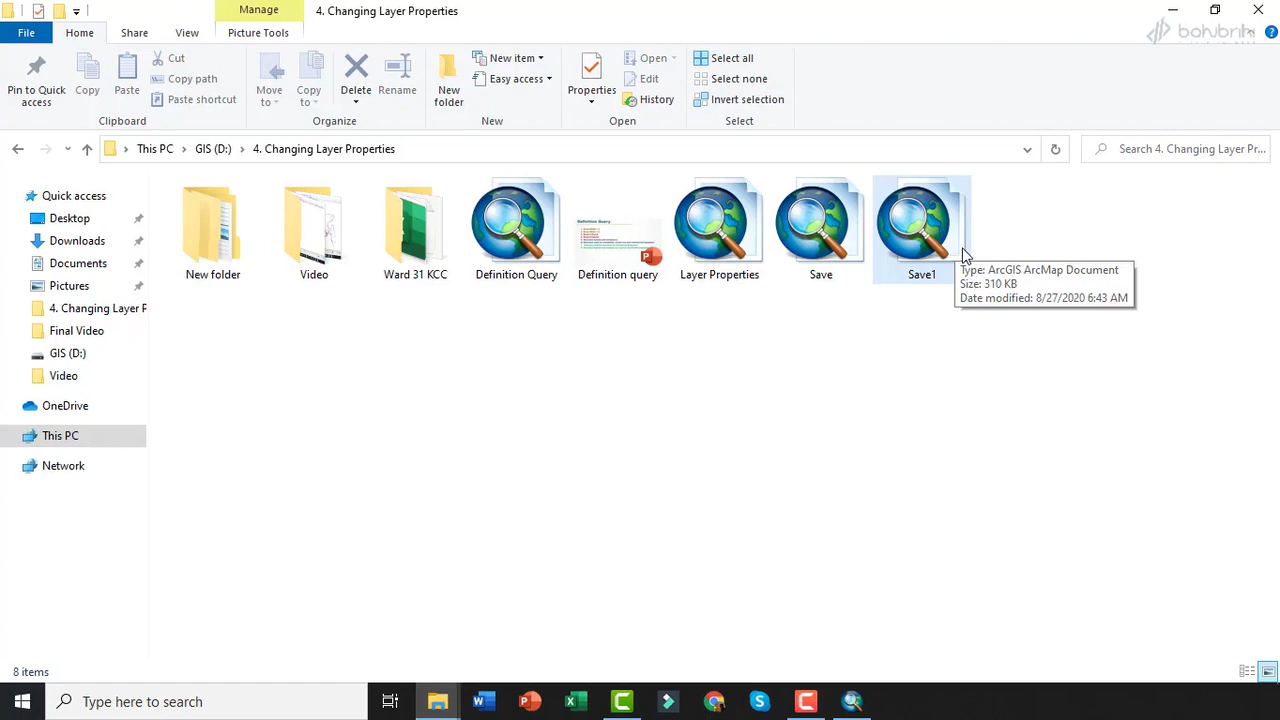 Manage
4. Changing Layer Properties
File
Home
Share
View
Picture Tools
bohubrihi
Pin to Quick access
Copy
Paste
Cut
Copy path
Paste shortcut
Move to
Copy to
Delete
Rename
New folder
New item
Easy access
Properties
Open
Edit
History
Select all
Select none
Invert selection
Clipboard
Organize
New
Open
Select
This PC
GIS (D:)
4. Changing Layer Properties
Search 4. Changing Layer Pr...
Quick access
Desktop
Downloads
Documents
Pictures
4. Changing Layer P
Final Video
GIS (D:)
Video
OneDrive
This PC
Network
New folder
Video
Ward 31 KCC
Definition Query
Definition Query
Definition query
Layer Properties
Save
Save1
Type: ArcGIS ArcMap Document
Size: 310 KB
Date modified: 8/27/2020 6:43 AM
8 items
Type here to search